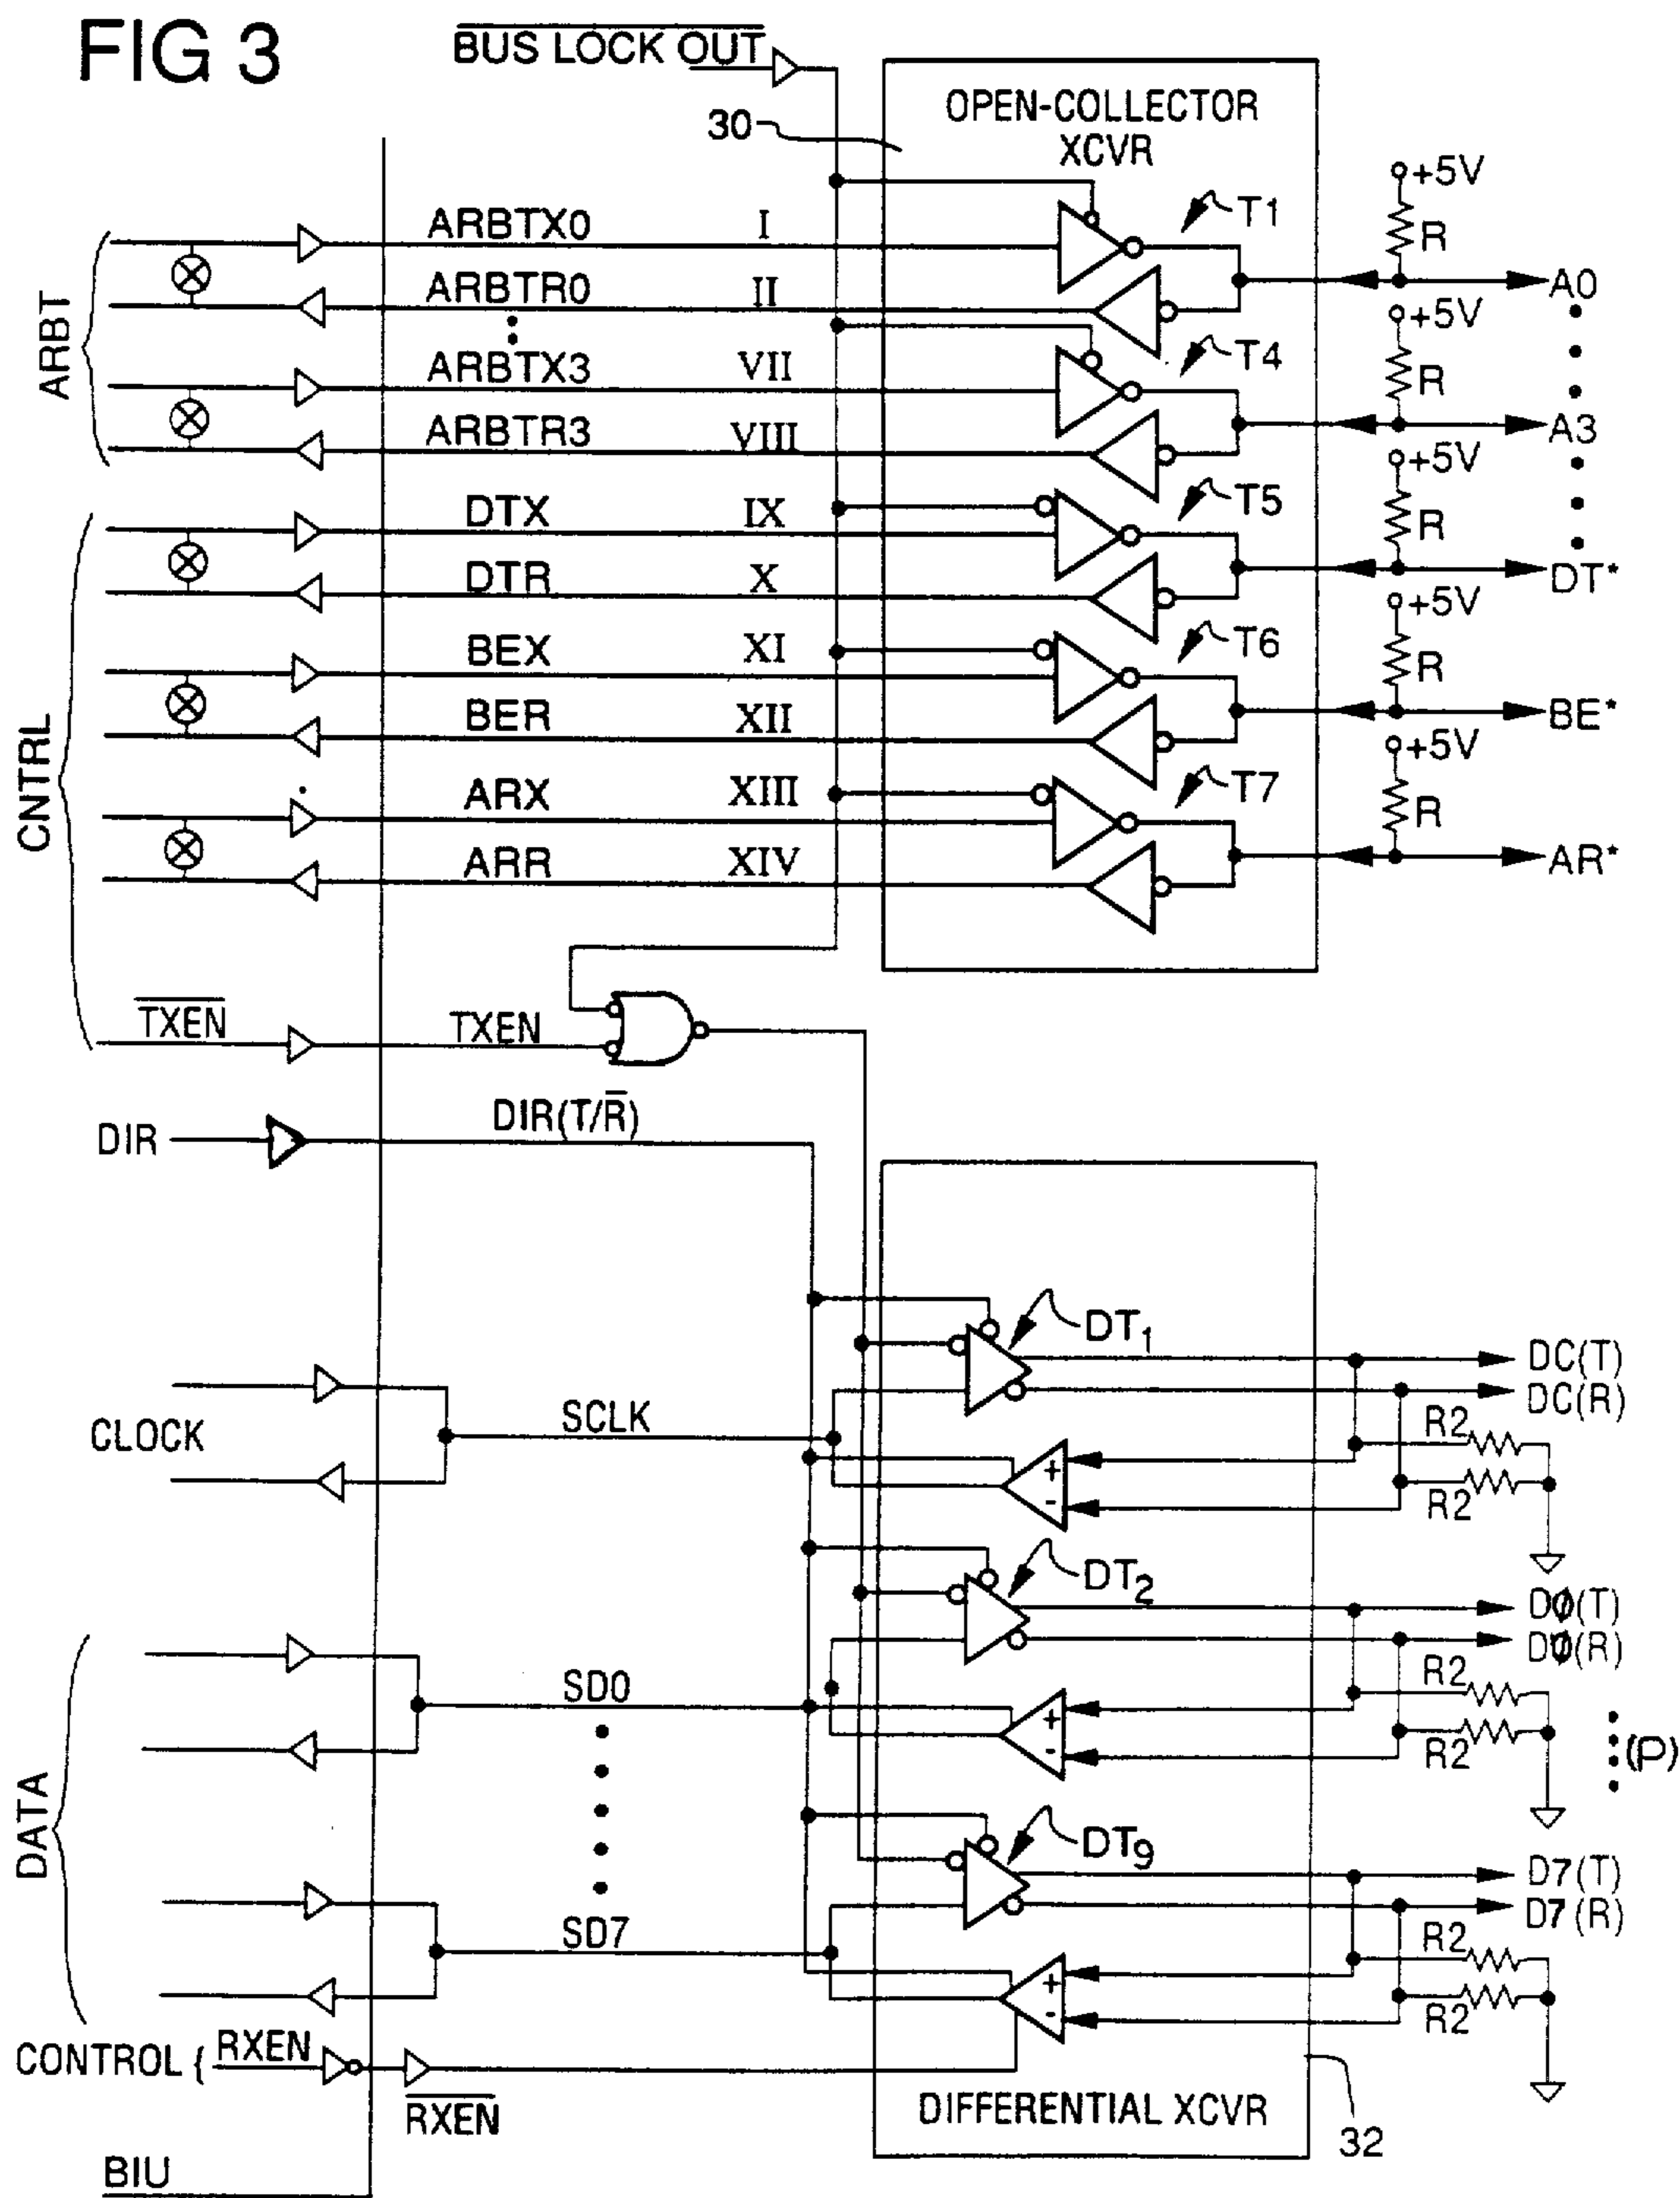 FIG 3
BUS LOCK OUT
OPEN-COLLECTOR
XCVR
30
+5V
R
T1
ARBTX0 I
A0
ARBT
ARBTR0 II
+5V
R
T4
ARBTX3 VII
A3
ARBTR3 VIII
+5V
R
T5
DTX IX
DT*
DTR X
+5V
R
T6
BEX XI
BE*
BER XII
+5V
R
T7
CNTRL
ARX XIII
AR*
ARR XIV
TXEN TXEN
DIR DIR(T/R)
DT1
DC(T)
DC(R)
CLOCK SCLK
R2
R2
DT2
DØ(T)
DØ(R)
SD0
R2
R2
(P)
DATA
DT9
D7(T)
D7(R)
SD7
R2
R2
CONTROL { RXEN
RXEN
DIFFERENTIAL XCVR
32
BIU
+
-
+
-
+
-